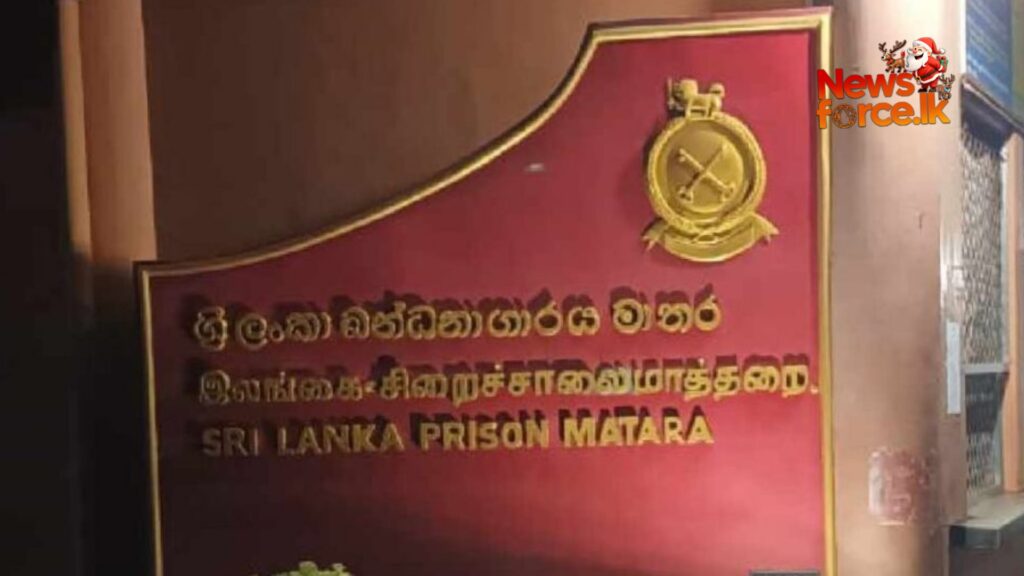 News
force.lk
ශ්‍රී ලංකා බන්ධනාගාරය මාතර
இலங்கை-சிறைச்சாலை மாத்தறை.
SRI LANKA PRISON MATARA